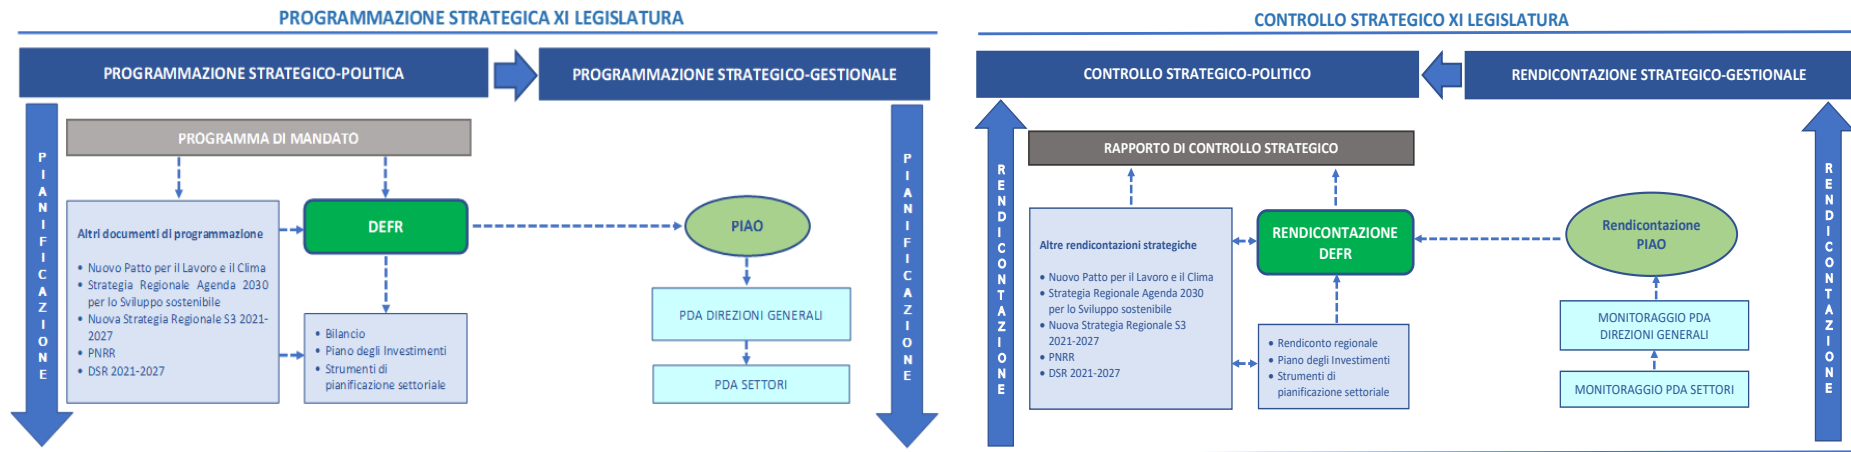 PROGRAMMAZIONE STRATEGICA XI LEGISLATURA
PROGRAMMAZIONE STRATEGICO-POLITICA
PROGRAMMAZIONE STRATEGICO-GESTIONALE
PIANIFICAZIONE
PROGRAMMA DI MANDATO
Altri documenti di programmazione
• Nuovo Patto per il Lavoro e il Clima
• Strategia Regionale Agenda 2030
per lo Sviluppo sostenibile
• Nuova Strategia Regionale S3 2021-
2027
• PNRR
• DSR 2021-2027
DEFR
• Bilancio
• Piano degli Investimenti
• Strumenti di
pianificazione settoriale
PIAO
PDA DIREZIONI GENERALI
PDA SETTORI
PIANIFICAZIONE
CONTROLLO STRATEGICO XI LEGISLATURA
CONTROLLO STRATEGICO-POLITICO
RENDICONTAZIONE STRATEGICO-GESTIONALE
RENDICONTAZIONE
RAPPORTO DI CONTROLLO STRATEGICO
Altre rendicontazioni strategiche
• Nuovo Patto per il Lavoro e il Clima
• Strategia Regionale Agenda 2030
per lo Sviluppo sostenibile
• Nuova Strategia Regionale S3
2021-2027
• PNRR
• DSR 2021-2027
RENDICONTAZIONE
DEFR
• Rendiconto regionale
• Piano degli Investimenti
• Strumenti di
pianificazione settoriale
Rendicontazione
PIAO
MONITORAGGIO PDA
DIREZIONI GENERALI
MONITORAGGIO PDA SETTORI
RENDICONTAZIONE